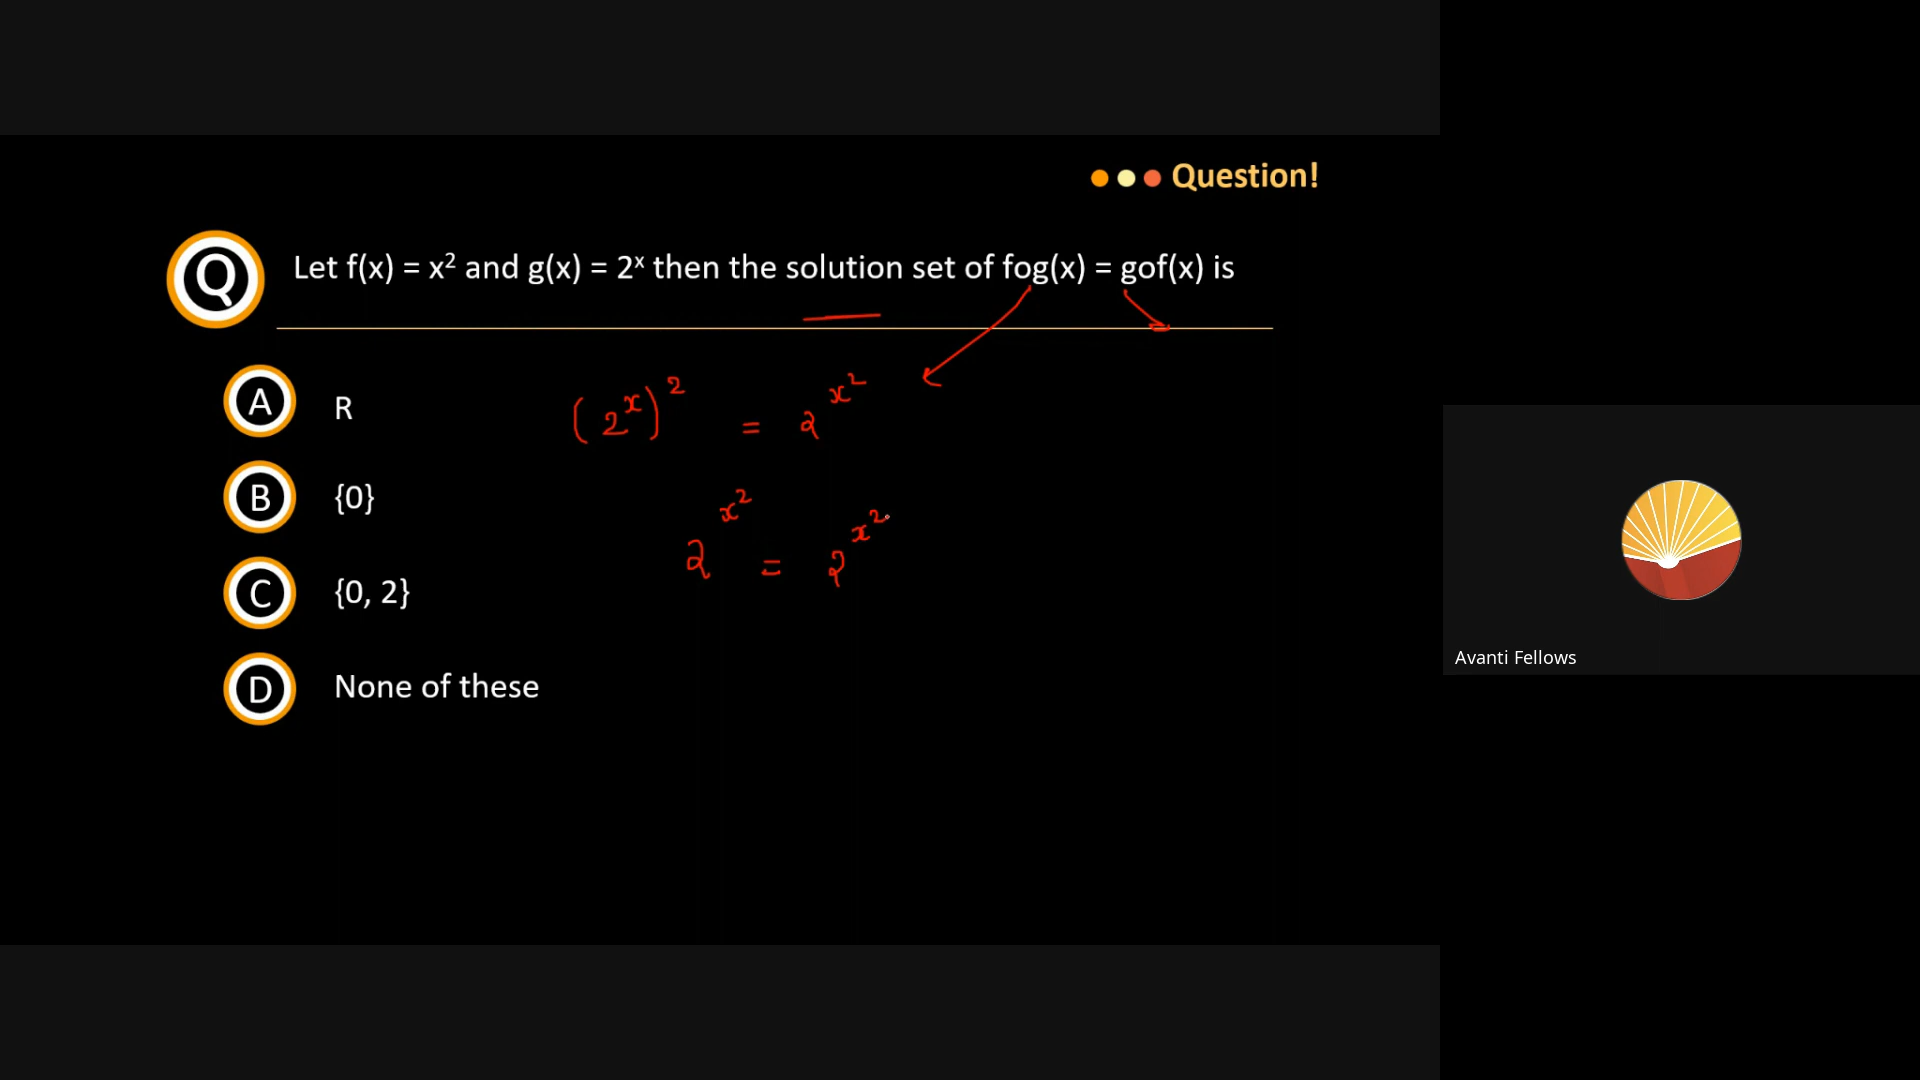 Question!
Q Let f(x) = x² and g(x) = 2ˣ then the solution set of fog(x) = gof(x) is
A R
(2ˣ)² = 2^x²
B {0}
2^x² = 2^x²
C {0, 2}
D None of these
Avanti Fellows